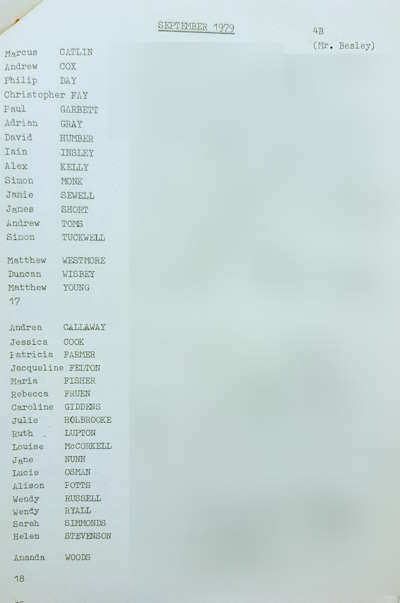 SEPTEMBER 1979
4B
(Mr. Besley)
Marcus CATLIN
Andrew COX
Philip DAY
Christopher FAY
Paul GARBETT
Adrian GRAY
David HUMBER
Iain INSLEY
Alex KELLY
Simon MONK
Jamie SEWELL
James SHORT
Andrew TOMS
Simon TUCKWELL
Matthew WESTMORE
Duncan WISBEY
Matthew YOUNG
17
Andrea CALLAWAY
Jessica COOK
Patricia FARMER
Jacqueline FELTON
Maria FISHER
Rebecca FRUEN
Caroline GIDDENS
Julie HOLBROOKE
Ruth LUPTON
Louise McCORKELL
Jane NUNN
Lucie OSMAN
Alison POTTS
Wendy RUSSELL
Wendy RYALL
Sarah SIMMONDS
Helen STEVENSON
Amanda WOODS
18